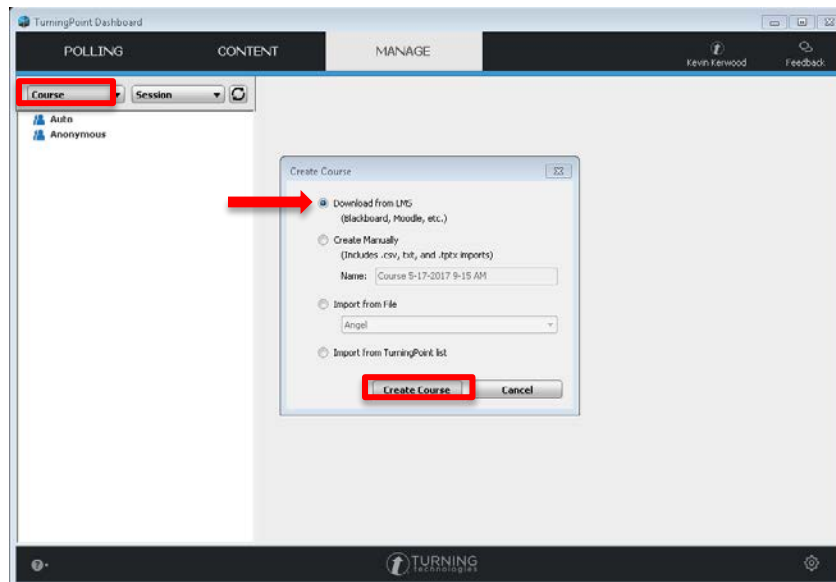 TurningPoint Dashboard
POLLING CONTENT MANAGE
Kevin Kerwood
Feedback
Course Session
Auto
Anonymous
Create Course
Download from LMS
(Blackboard, Moodle, etc.)
Create Manually
(Includes .csv, txt, and .tptx imports)
Name: Course 5-17-2017 9-15 AM
Import from File
Angel
Import from TurningPoint list
Create Course Cancel
TURNING
technologies